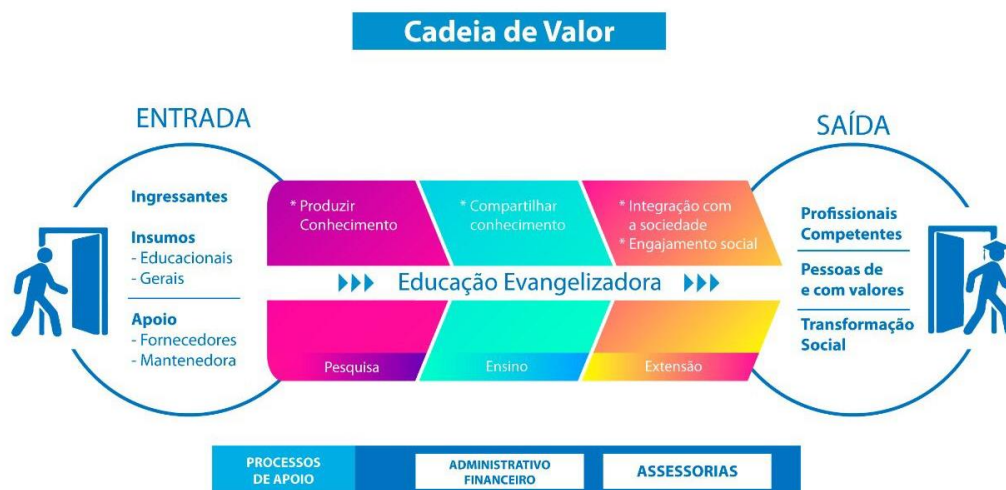 Cadeia de Valor
ENTRADA
Ingressantes
Insumos
- Educacionais
- Gerais
Apoio
- Fornecedores
- Mantenedora
* Produzir
Conhecimento
* Compartilhar
conhecimento
* Integração com
a sociedade
* Engajamento social
Educação Evangelizadora
Pesquisa
Ensino
Extensão
SAÍDA
Profissionais
Competentes
Pessoas de
e com valores
Transformação
Social
PROCESSOS
DE APOIO
ADMINISTRATIVO
FINANCEIRO
ASSESSORIAS